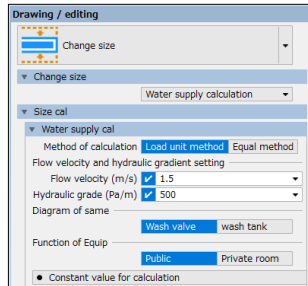 Drawing / editing
Change size
Change size
Water supply calculation
Size cal
Water supply cal
Method of calculation Load unit method Equal method
Flow velocity and hydraulic gradient setting
Flow velocity (m/s) 1.5
Hydraulic grade (Pa/m) 500
Diagram of same
Wash valve wash tank
Function of Equip
Public Private room
Constant value for calculation